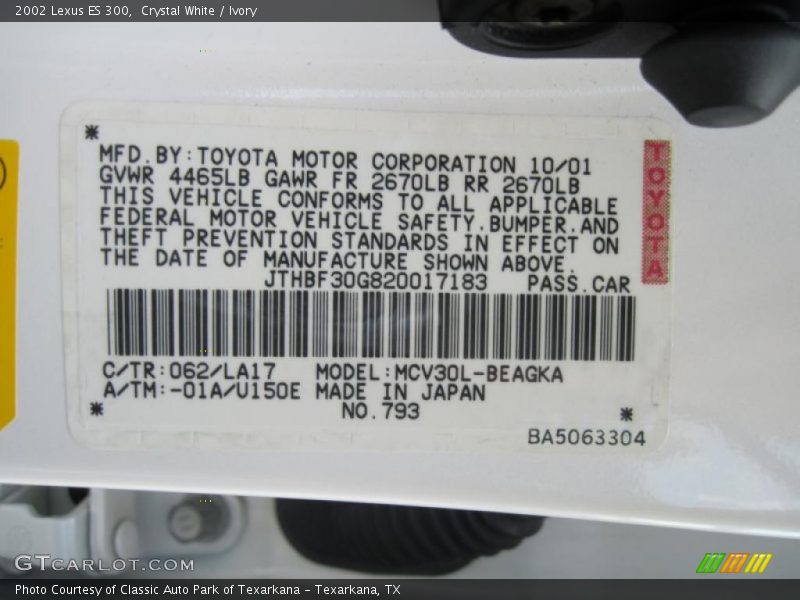 2002 Lexus ES 300, Crystal White / Ivory
MFD.BY:TOYOTA MOTOR CORPORATION 10/01
GVWR 4465LB GAWR FR 2670LB RR 2670LB
THIS VEHICLE CONFORMS TO ALL APPLICABLE
FEDERAL MOTOR VEHICLE SAFETY.BUMPER.AND
THEFT PREVENTION STANDARDS IN EFFECT ON
THE DATE OF MANUFACTURE SHOWN ABOVE.
JTHBF30G820017183 PASS.CAR
TOYOTA
C/TR:062/LA17 MODEL:MCV30L-BEAGKA
A/TM:-01A/U150E MADE IN JAPAN
NO.793
BA5063304
GTCARLOT.COM
Photo Courtesy of Classic Auto Park of Texarkana - Texarkana, TX